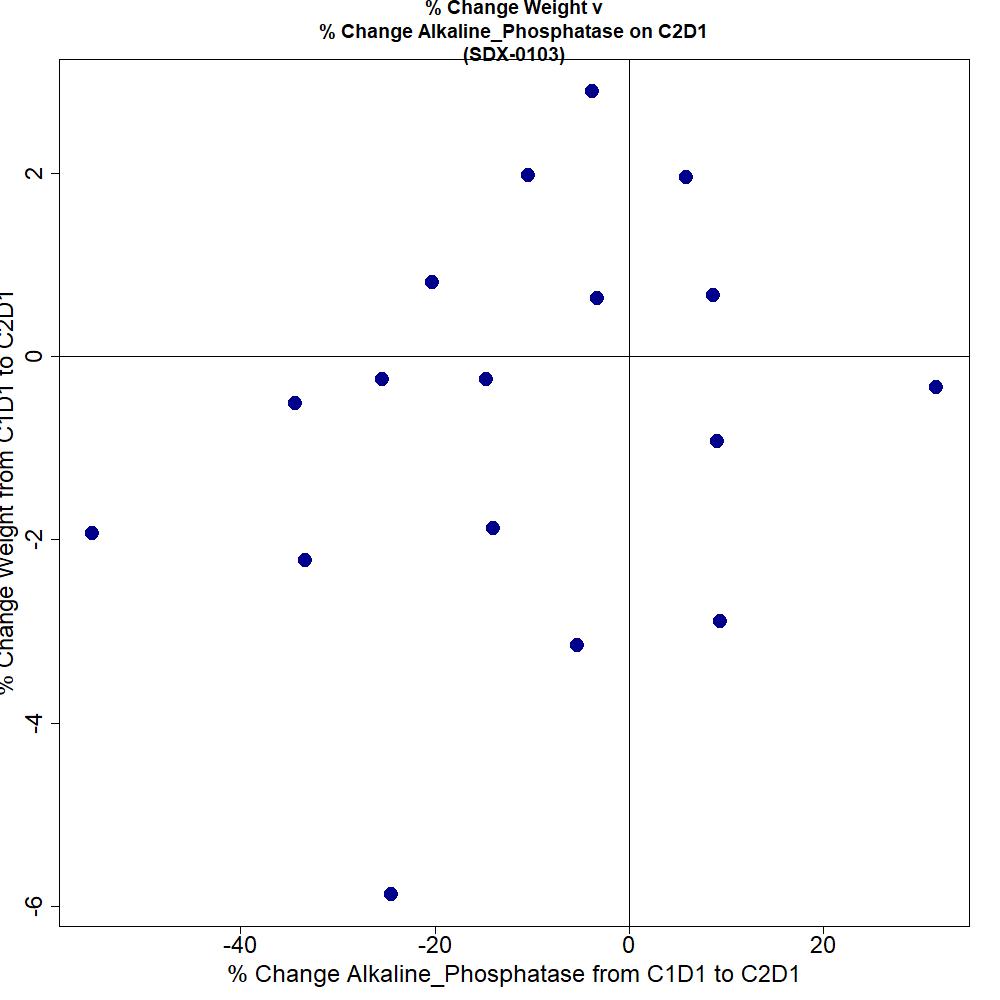 % Change Weight v
% Change Alkaline_Phosphatase on C2D1
(SDX-0103)
% Change Weight from C1D1 to C2D1
2
0
-2
-4
-6
-40
-20
0
20
% Change Alkaline_Phosphatase from C1D1 to C2D1